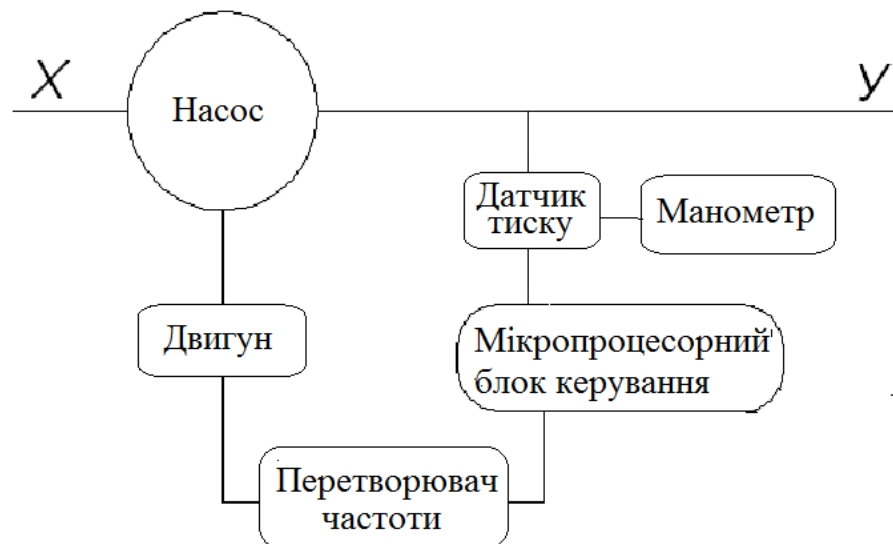 X
У
Насос
Датчик
тиску
Манометр
Двигун
Мікропроцесорний
блок керування
Перетворювач
частоти